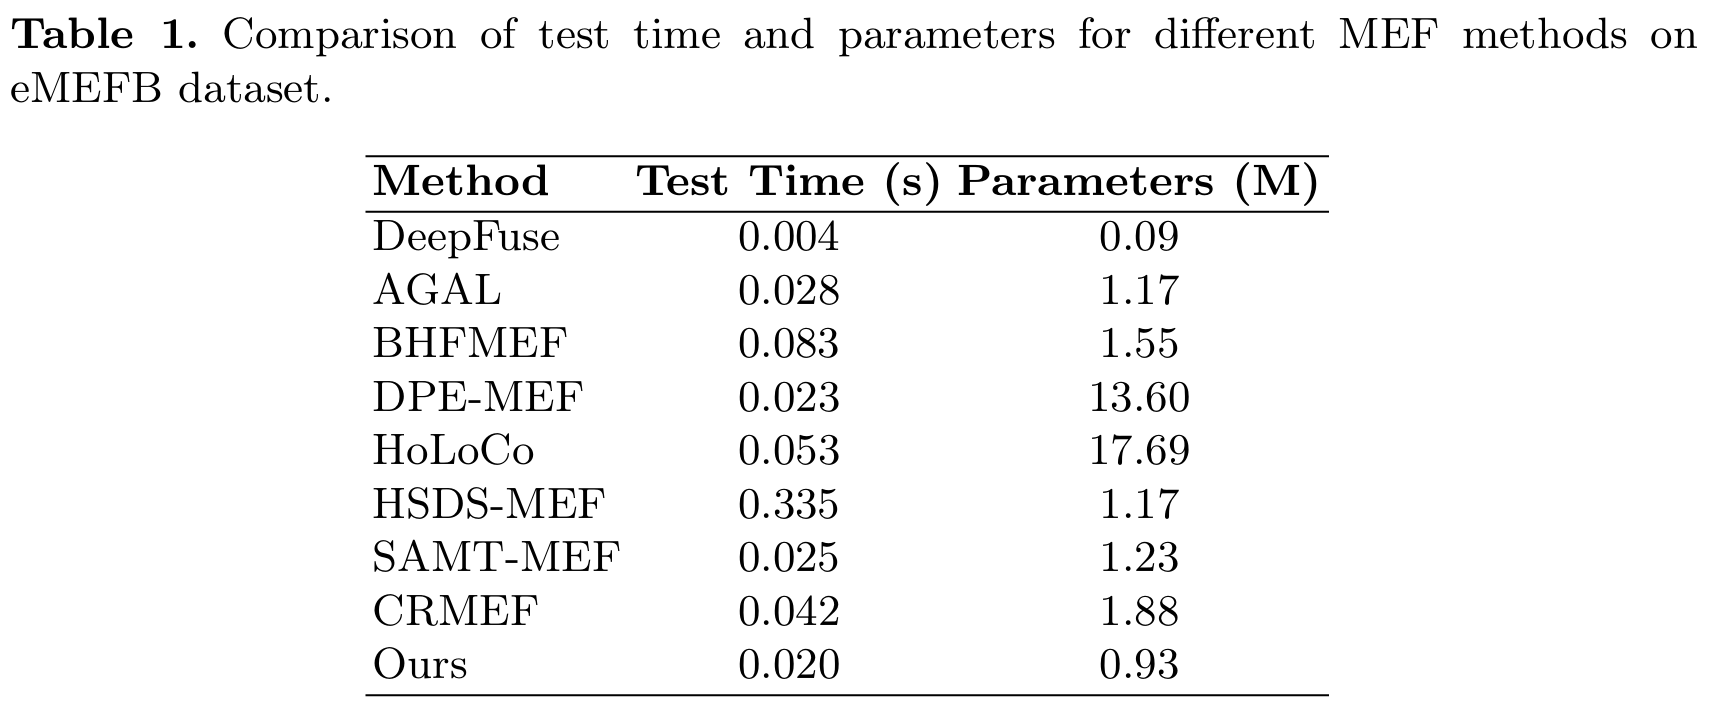 Table 1. Comparison of test time and parameters for different MEF methods on
eMEFB dataset.
Method Test Time (s) Parameters (M)
DeepFuse 0.004 0.09
AGAL 0.028 1.17
BHFMEF 0.083 1.55
DPE-MEF 0.023 13.60
HoLoCo 0.053 17.69
HSDS-MEF 0.335 1.17
SAMT-MEF 0.025 1.23
CRMEF 0.042 1.88
Ours 0.020 0.93